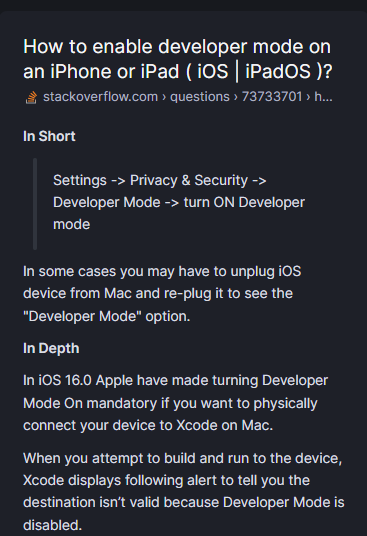 How to enable developer mode on
an iPhone or iPad ( iOS | iPadOS )?
stackoverflow.com › questions › 73733701 › h...
In Short
Settings -> Privacy & Security ->
Developer Mode -> turn ON Developer
mode
In some cases you may have to unplug iOS
device from Mac and re-plug it to see the
"Developer Mode" option.
In Depth
In iOS 16.0 Apple have made turning Developer
Mode On mandatory if you want to physically
connect your device to Xcode on Mac.
When you attempt to build and run to the device,
Xcode displays following alert to tell you the
destination isn’t valid because Developer Mode is
disabled.